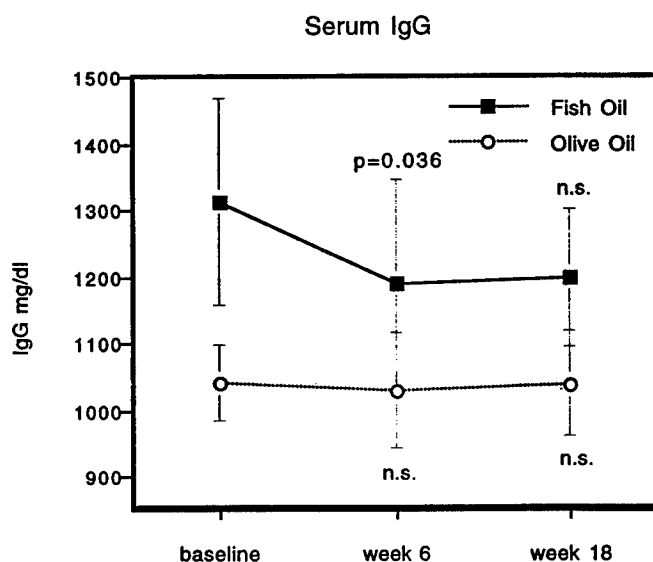 Serum IgG
1500
1400
1300
1200
1100
1000
900
IgG mg/dl
Fish Oil
Olive Oil
p=0.036
n.s.
n.s.
n.s.
baseline
week 6
week 18